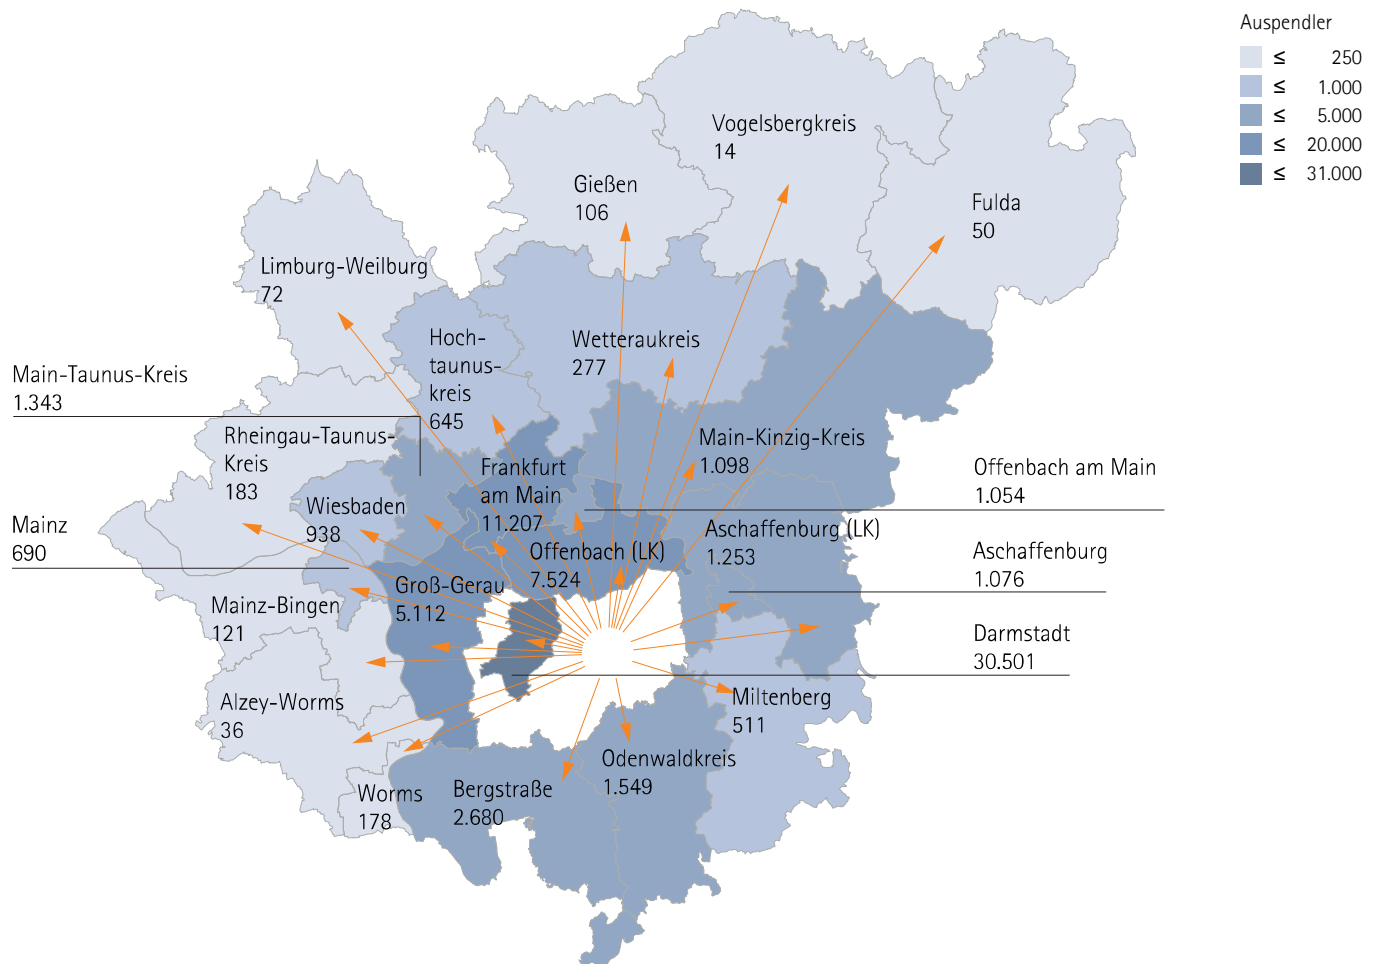 Auspendler
≤ 250
≤ 1.000
≤ 5.000
≤ 20.000
≤ 31.000
Vogelsbergkreis
14
Gießen
106
Fulda
50
Limburg-Weilburg
72
Hoch-
taunus-
kreis
645
Wetteraukreis
277
Main-Taunus-Kreis
1.343
Rheingau-Taunus-
Kreis
183
Main-Kinzig-Kreis
1.098
Frankfurt
am Main
11.207
Offenbach am Main
1.054
Wiesbaden
938
Mainz
690
Aschaffenburg (LK)
1.253
Offenbach (LK)
7.524
Aschaffenburg
1.076
Groß-Gerau
5.112
Mainz-Bingen
121
Darmstadt
30.501
Alzey-Worms
36
Miltenberg
511
Odenwaldkreis
1.549
Worms
178
Bergstraße
2.680